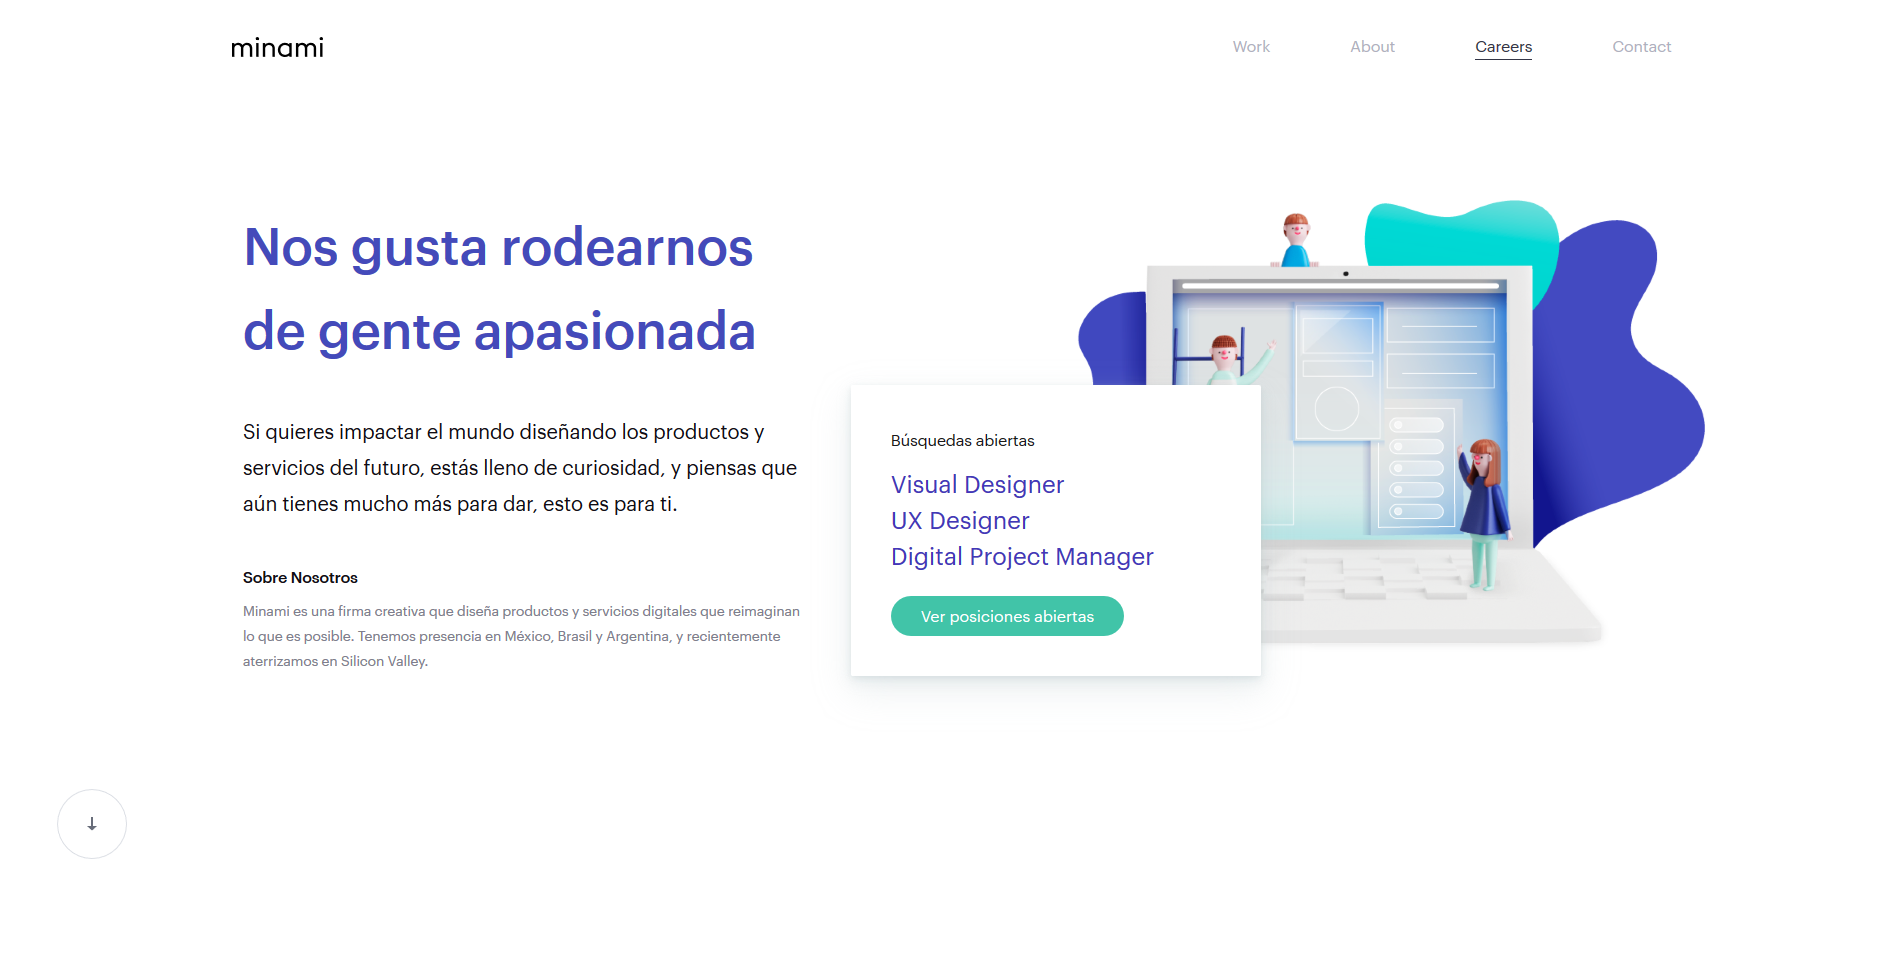 minami
Work
About
Careers
Contact
Nos gusta rodearnos
de gente apasionada
Si quieres impactar el mundo diseñando los productos y
servicios del futuro, estás lleno de curiosidad, y piensas que
aún tienes mucho más para dar, esto es para ti.
Sobre Nosotros
Minami es una firma creativa que diseña productos y servicios digitales que reimaginan
lo que es posible. Tenemos presencia en México, Brasil y Argentina, y recientemente
aterrizamos en Silicon Valley.
Búsquedas abiertas
Visual Designer
UX Designer
Digital Project Manager
Ver posiciones abiertas